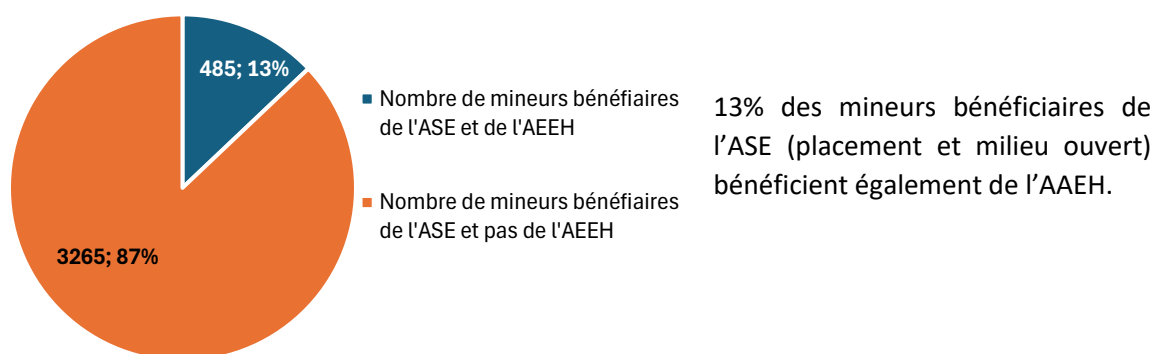 485; 13%
3265; 87%
Nombre de mineurs bénéfiaires
de l'ASE et de l'AEEH
Nombre de mineurs bénéfiaires
de l'ASE et pas de l'AEEH
13% des mineurs bénéficiaires de
l’ASE (placement et milieu ouvert)
bénéficient également de l’AAEH.